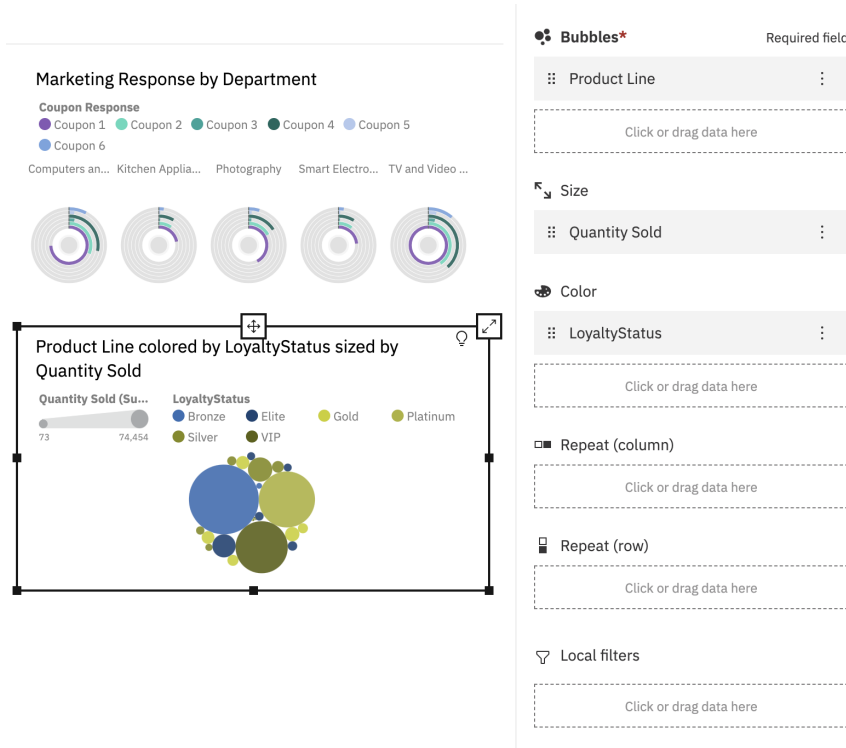 Marketing Response by Department
Coupon Response
Coupon 1 Coupon 2 Coupon 3 Coupon 4 Coupon 5
Coupon 6
Computers an... Kitchen Applia... Photography Smart Electro... TV and Video ...
Product Line colored by LoyaltyStatus sized by
Quantity Sold
Quantity Sold (Su... LoyaltyStatus
Bronze Elite Gold Platinum
73 74,454
Silver VIP
Bubbles* Required field
Product Line
Click or drag data here
Size
Quantity Sold
Color
LoyaltyStatus
Click or drag data here
Repeat (column)
Click or drag data here
Repeat (row)
Click or drag data here
Local filters
Click or drag data here